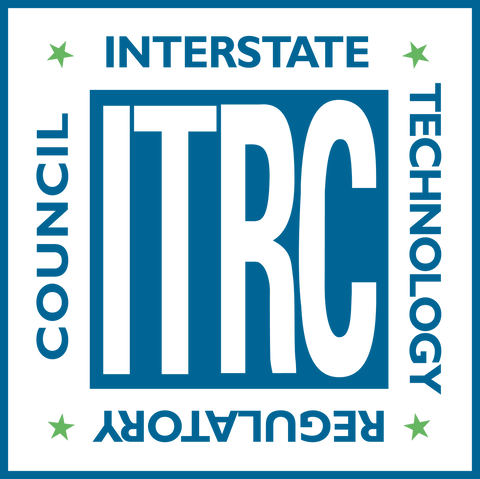 INTERSTATE
TECHNOLOGY
REGULATORY
COUNCIL
ITRC